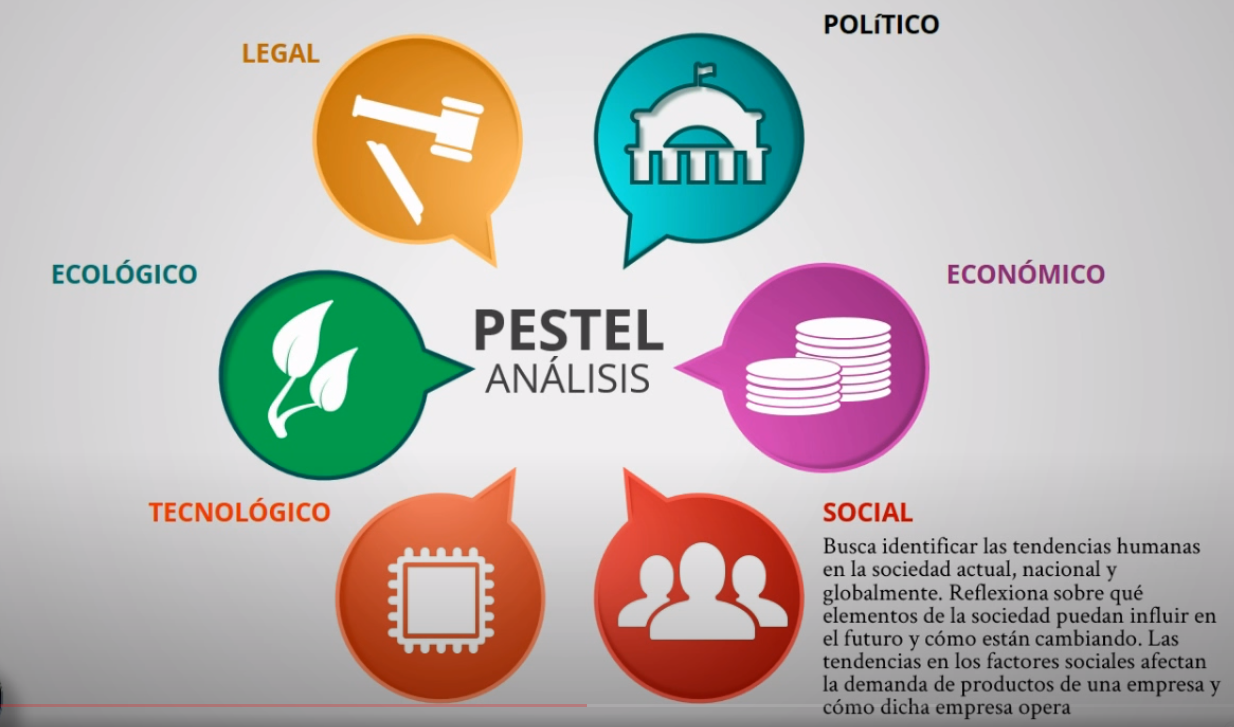 POLíTICO
LEGAL
ECOLÓGICO
ECONÓMICO
PESTEL
ANÁLISIS
TECNOLÓGICO
SOCIAL
Busca identificar las tendencias humanas
en la sociedad actual, nacional y
globalmente. Reflexiona sobre qué
elementos de la sociedad puedan influir en
el futuro y cómo están cambiando. Las
tendencias en los factores sociales afectan
la demanda de productos de una empresa y
cómo dicha empresa opera